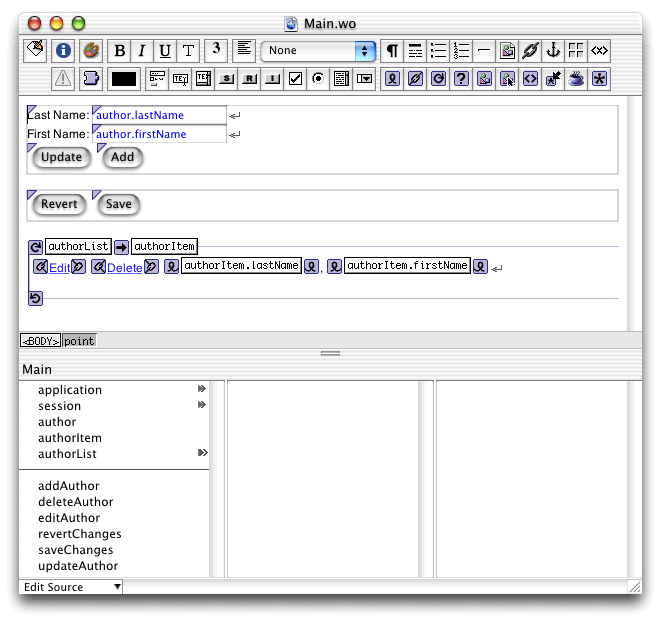 Main.wo
B I U T 3 None ¶
S R I ?
Last Name: author.lastName
First Name: author.firstName
Update Add
Revert Save
authorList authorItem
Edit Delete authorItem.lastName , authorItem.firstName
<BODY> point
Main
application
session
author
authorItem
authorList
addAuthor
deleteAuthor
editAuthor
revertChanges
saveChanges
updateAuthor
Edit Source